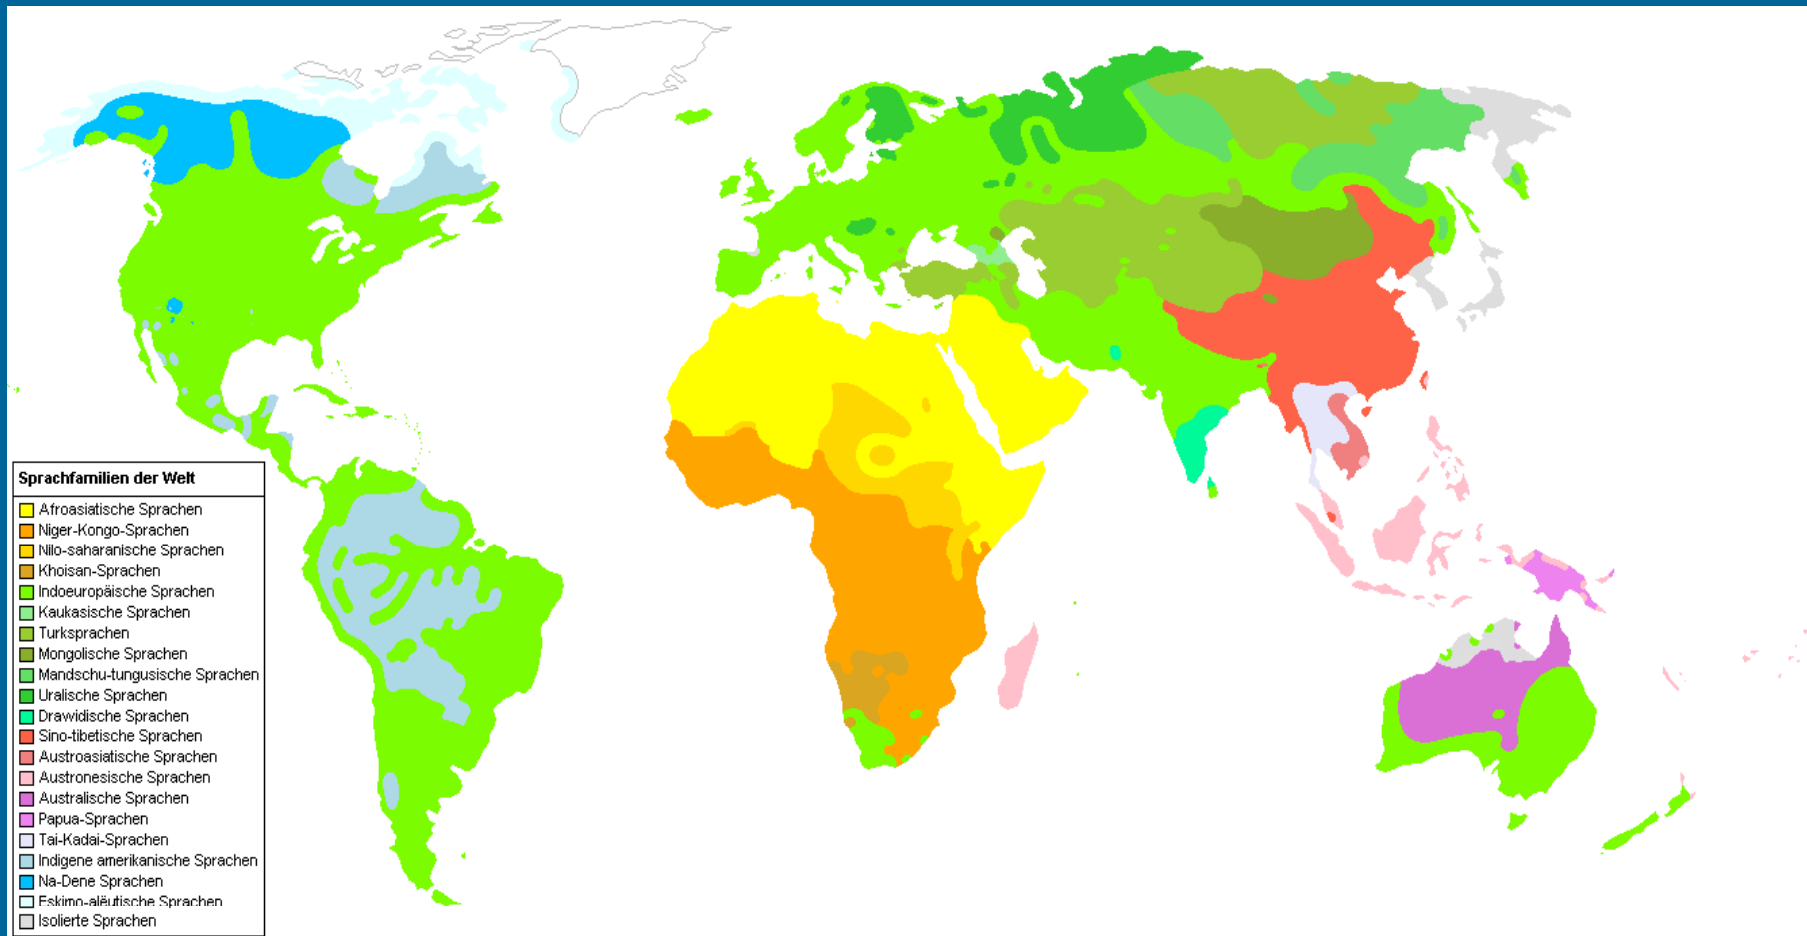 Sprachfamilien der Welt
Afroasiatische Sprachen
Niger-Kongo-Sprachen
Nilo-saharanische Sprachen
Khoisan-Sprachen
Indoeuropäische Sprachen
Kaukasische Sprachen
Turksprachen
Mongolische Sprachen
Mandschu-tungusische Sprachen
Uralische Sprachen
Drawidische Sprachen
Sino-tibetische Sprachen
Austroasiatische Sprachen
Austronesische Sprachen
Australische Sprachen
Papua-Sprachen
Tai-Kadai-Sprachen
Indigene amerikanische Sprachen
Na-Dene Sprachen
Eskimo-alëutische Sprachen
Isolierte Sprachen